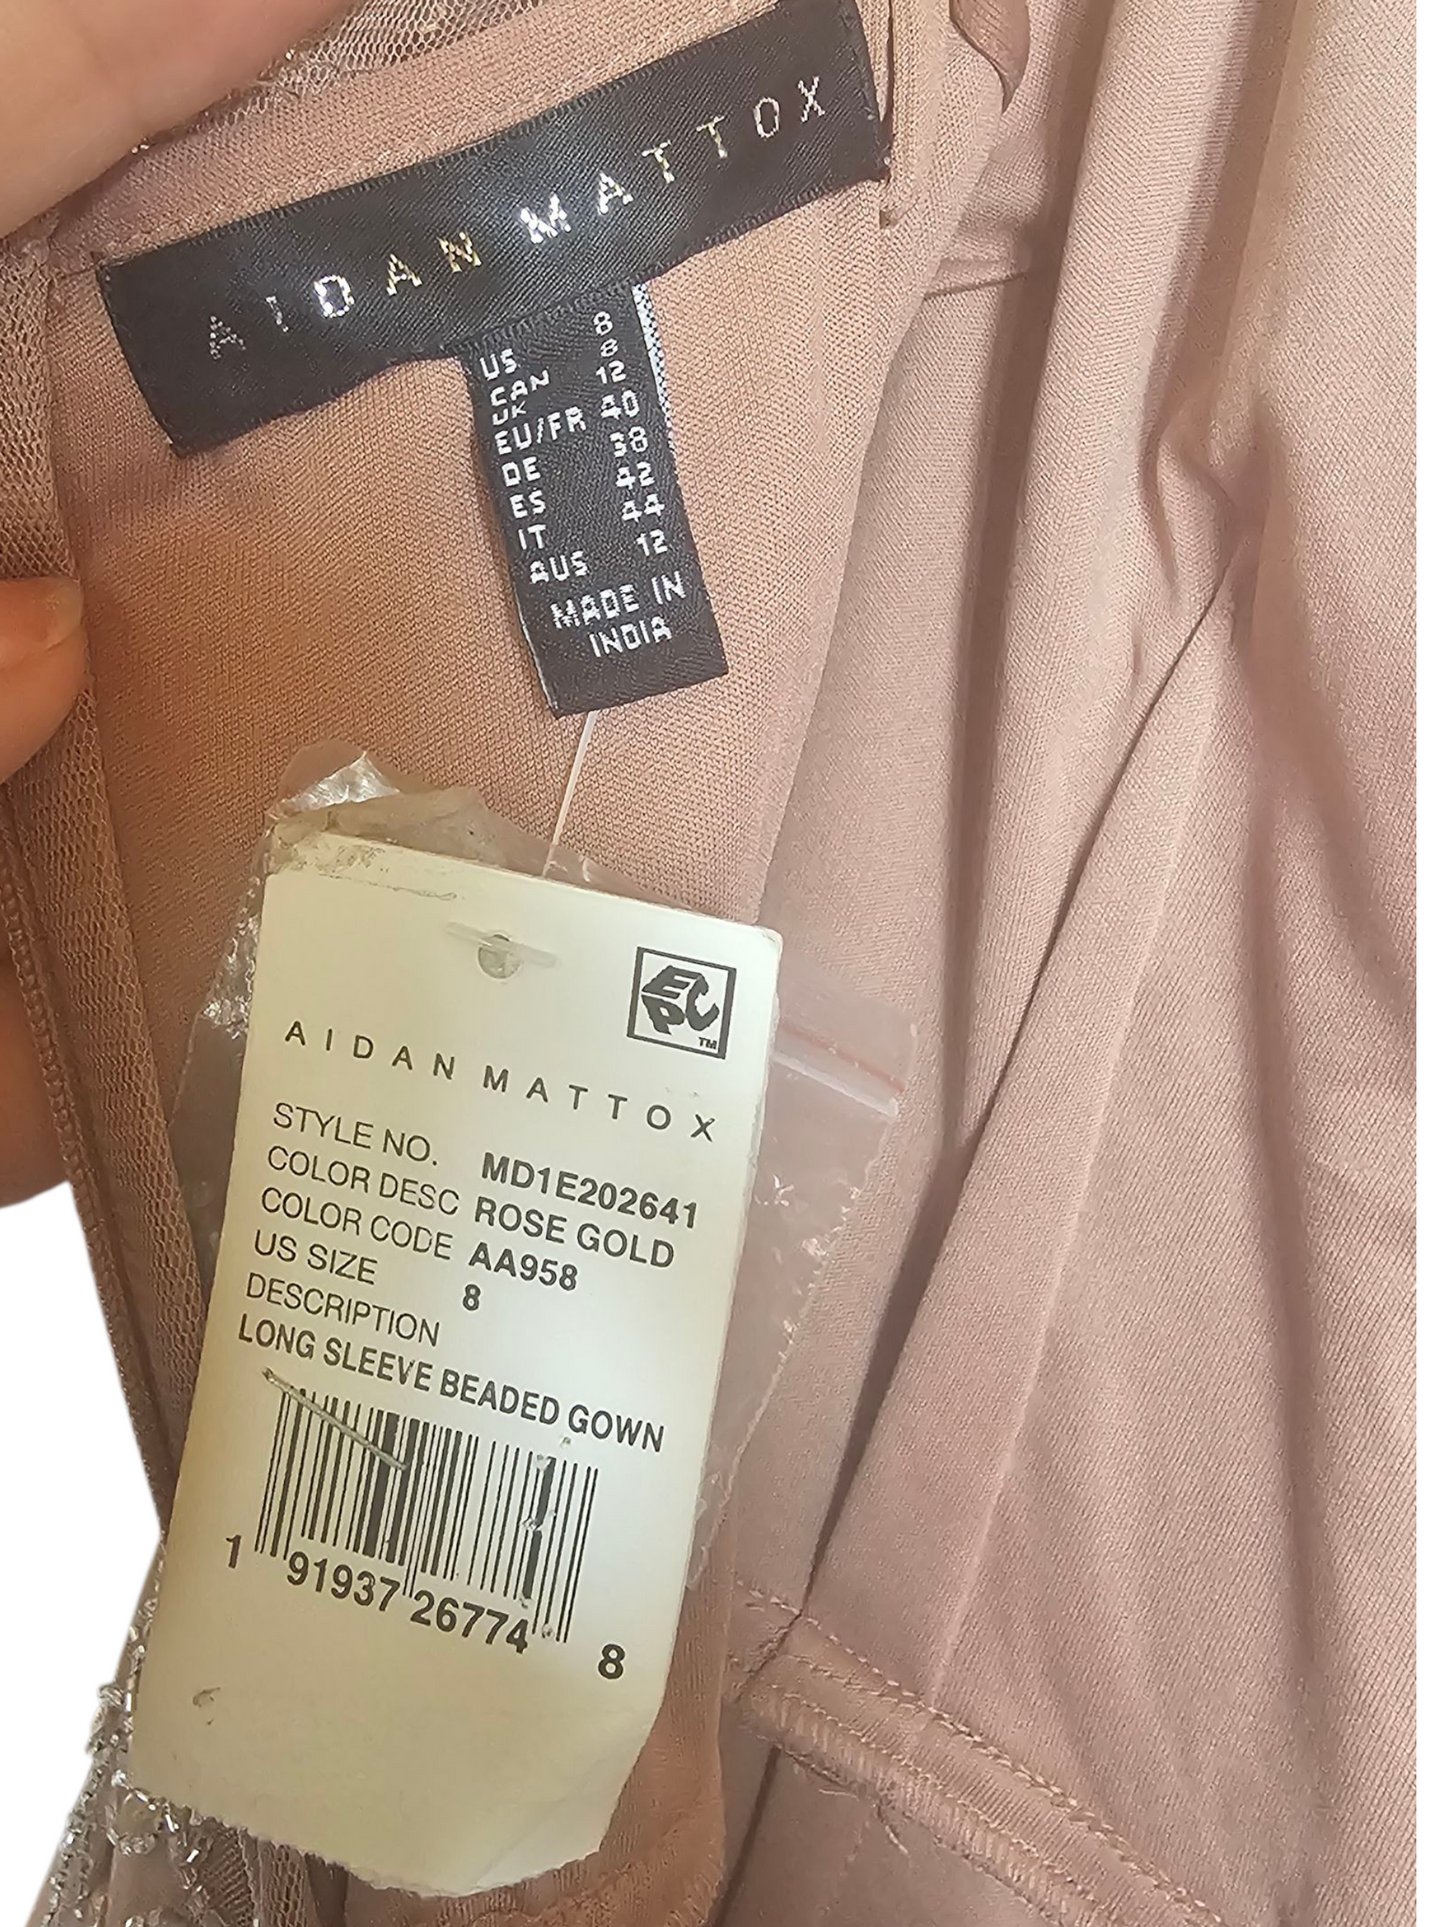 AIDAN MATTOX
US 8
CAN 8
UK 12
EU/FR 40
DE 38
ES 42
IT 44
AUS 12
MADE IN
INDIA
ECPV
TM
AIDAN MATTOX
STYLE NO. MD1E202641
COLOR DESC ROSE GOLD
COLOR CODE AA958
US SIZE 8
DESCRIPTION
LONG SLEEVE BEADED GOWN
1 91937 26774 8